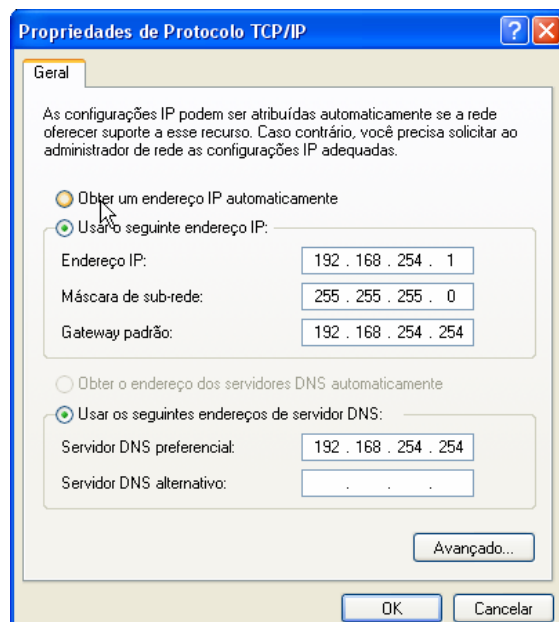 Propriedades de Protocolo TCP/IP
Geral
As configurações IP podem ser atribuídas automaticamente se a rede
oferecer suporte a esse recurso. Caso contrário, você precisa solicitar ao
administrador de rede as configurações IP adequadas.
Obter um endereço IP automaticamente
Usar o seguinte endereço IP:
Endereço IP: 192 . 168 . 254 . 1
Máscara de sub-rede: 255 . 255 . 255 . 0
Gateway padrão: 192 . 168 . 254 . 254
Obter o endereço dos servidores DNS automaticamente
Usar os seguintes endereços de servidor DNS:
Servidor DNS preferencial: 192 . 168 . 254 . 254
Servidor DNS alternativo: . . .
Avançado...
OK Cancelar